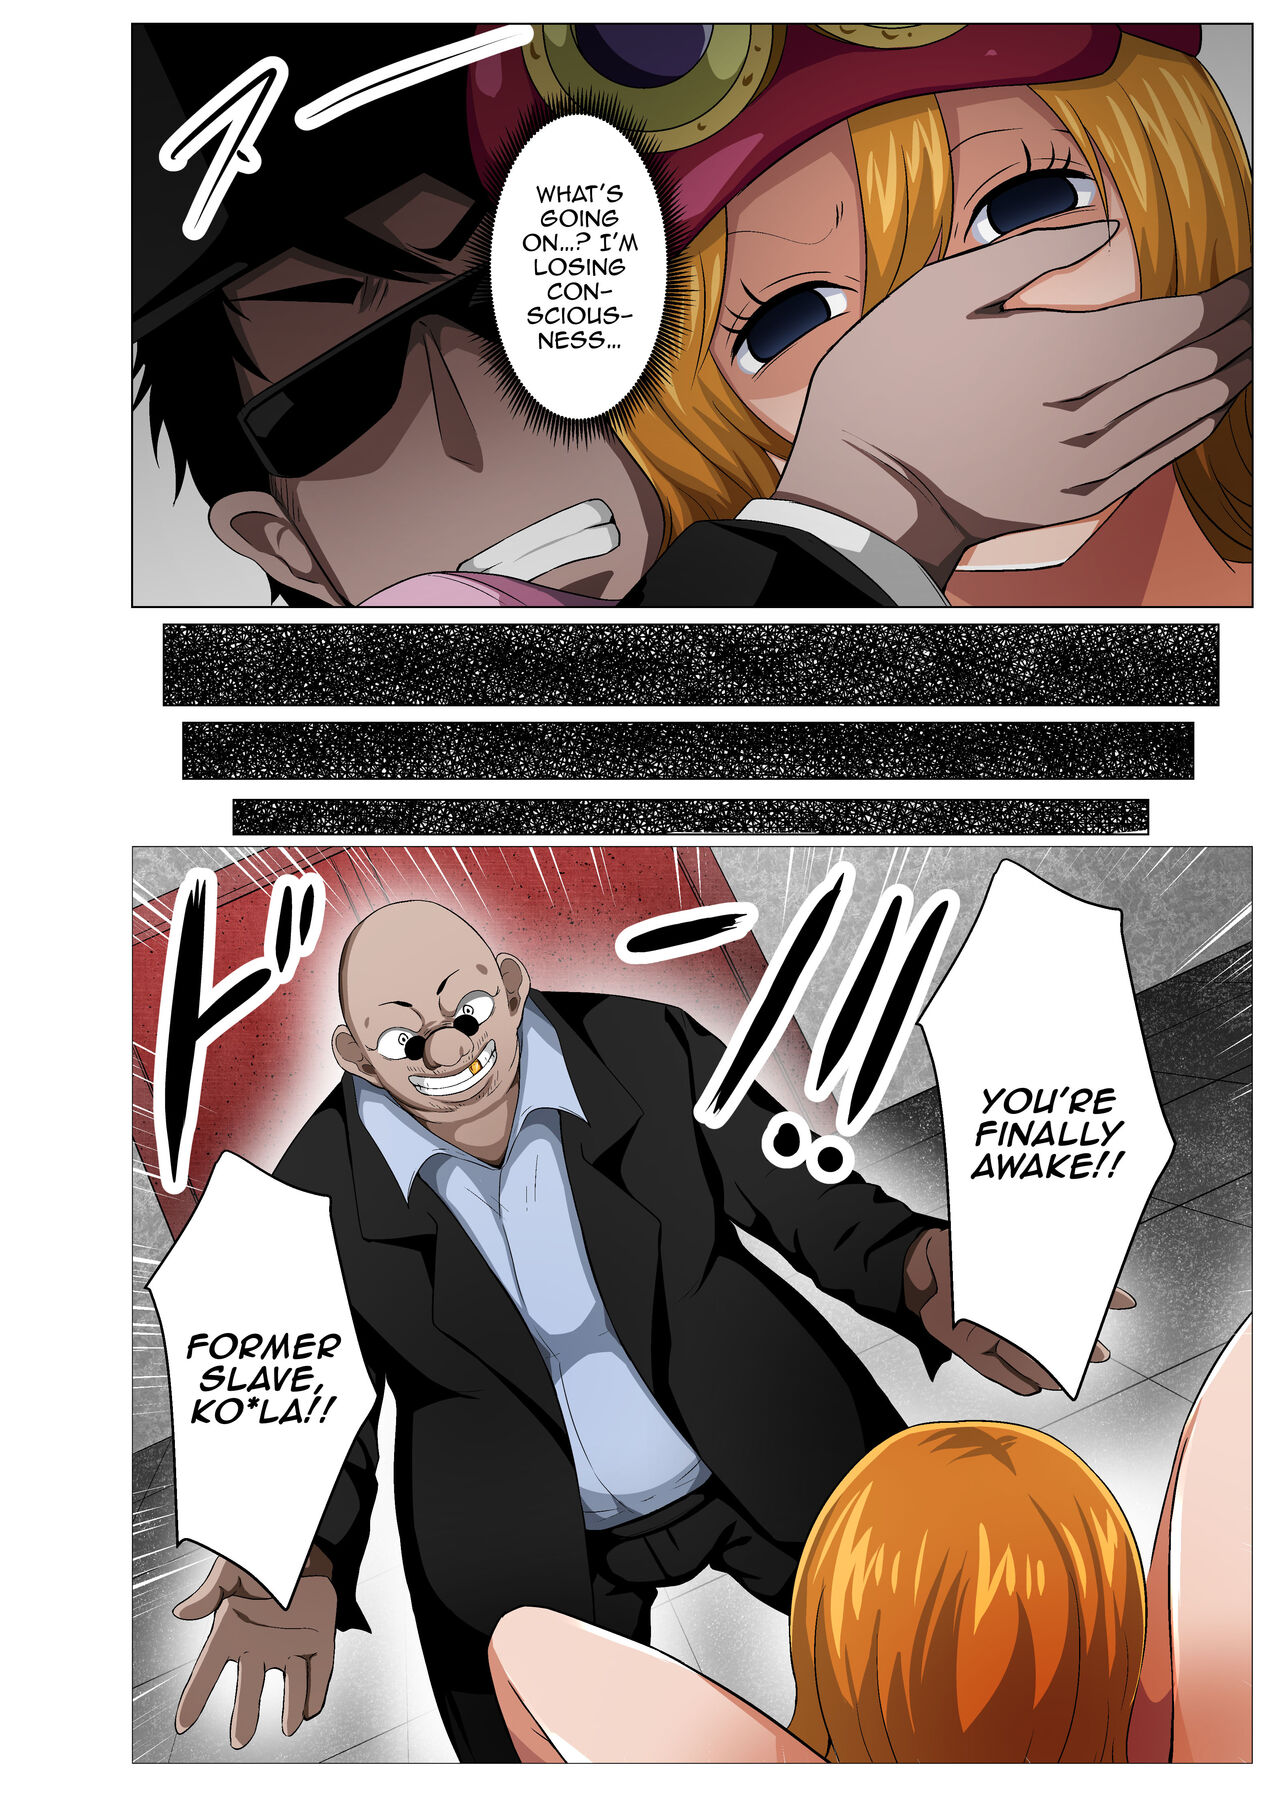 スー
WHAT'S
GOING
ON...? I'M
LOSING
CON-
SCIOUS-
NESS...
ドーン!!
YOU'RE
FINALLY
AWAKE!!
FORMER
SLAVE,
KO*LA!!